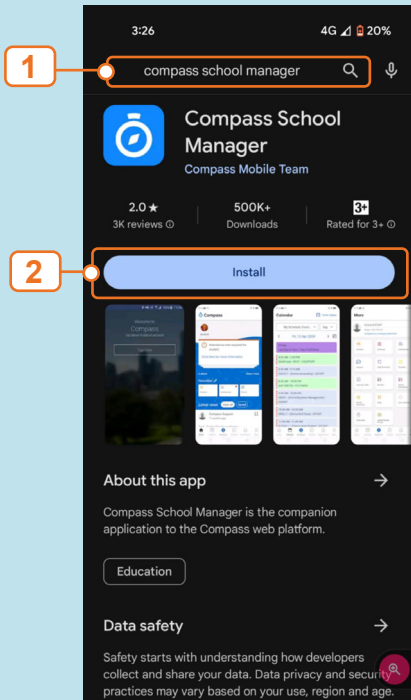 3:26 4G 20%
1
compass school manager
Compass School
Manager
Compass Mobile Team
2.0★ 500K+ 3+
3K reviews Downloads Rated for 3+
2
Install
Compass
Calendar
More
About this app
Compass School Manager is the companion
application to the Compass web platform.
Education
Data safety
Safety starts with understanding how developers
collect and share your data. Data privacy and security
practices may vary based on your use, region and age.